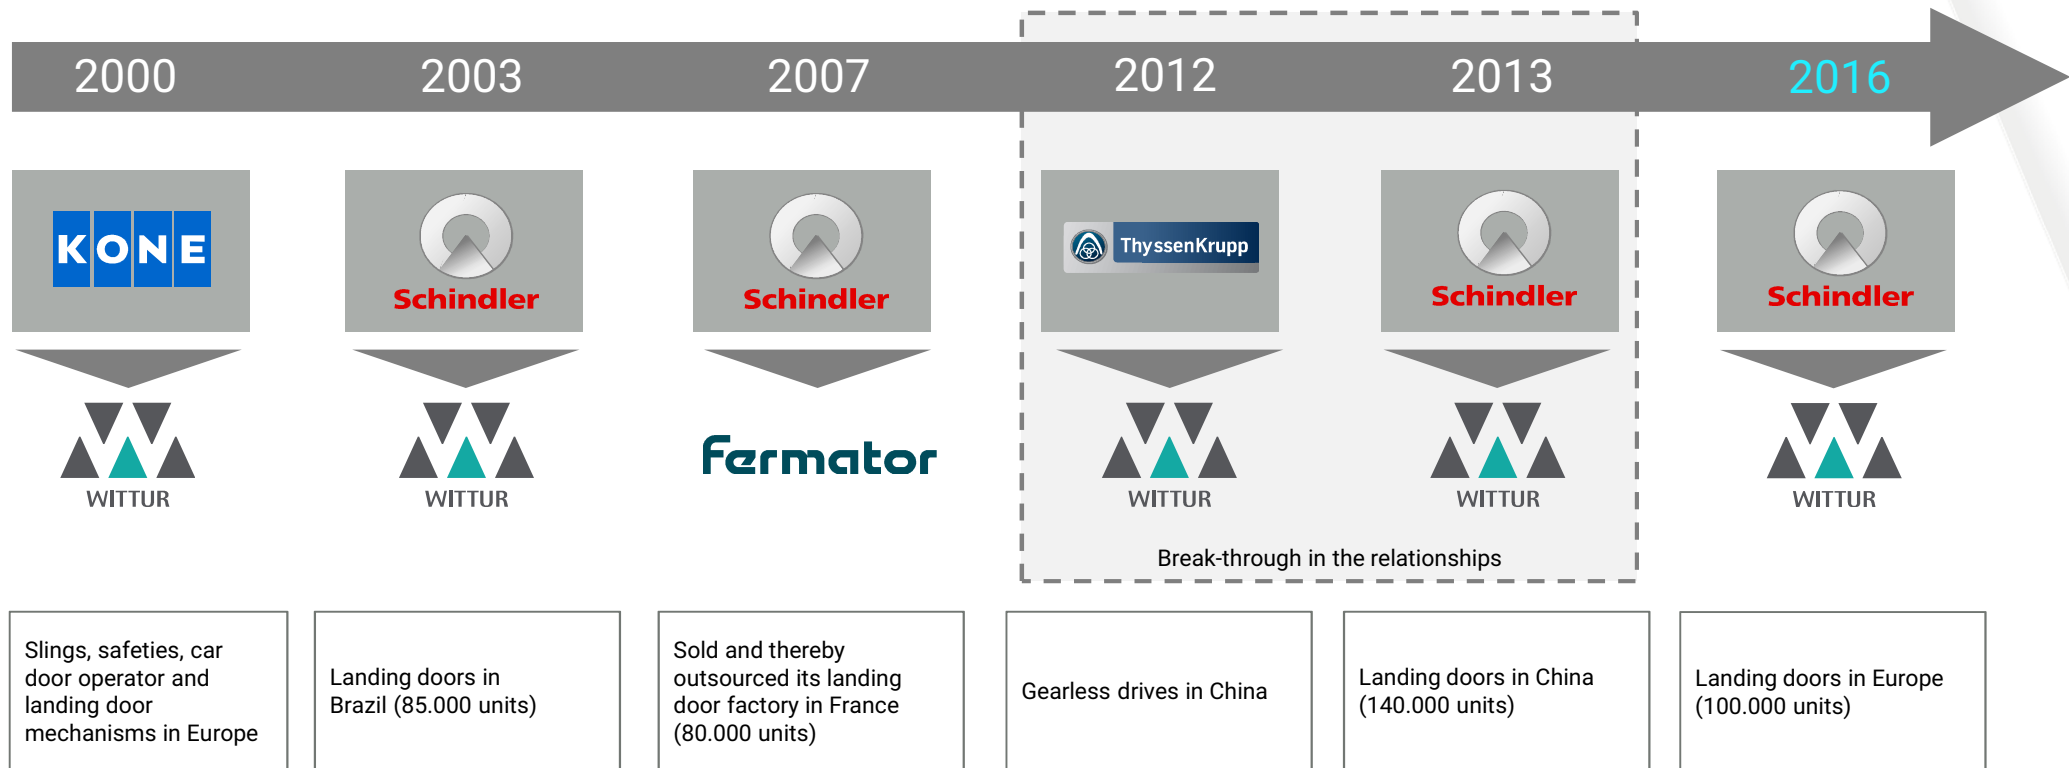 2000
2003
2007
2012
2013
2016
KONE
Schindler
Schindler
ThyssenKrupp
Schindler
Schindler
WITTUR
WITTUR
Fermator
WITTUR
WITTUR
WITTUR
Break-through in the relationships
Slings, safeties, car
door operator and
landing door
mechanisms in Europe
Landing doors in
Brazil (85.000 units)
Sold and thereby
outsourced its landing
door factory in France
(80.000 units)
Gearless drives in China
Landing doors in China
(140.000 units)
Landing doors in Europe
(100.000 units)